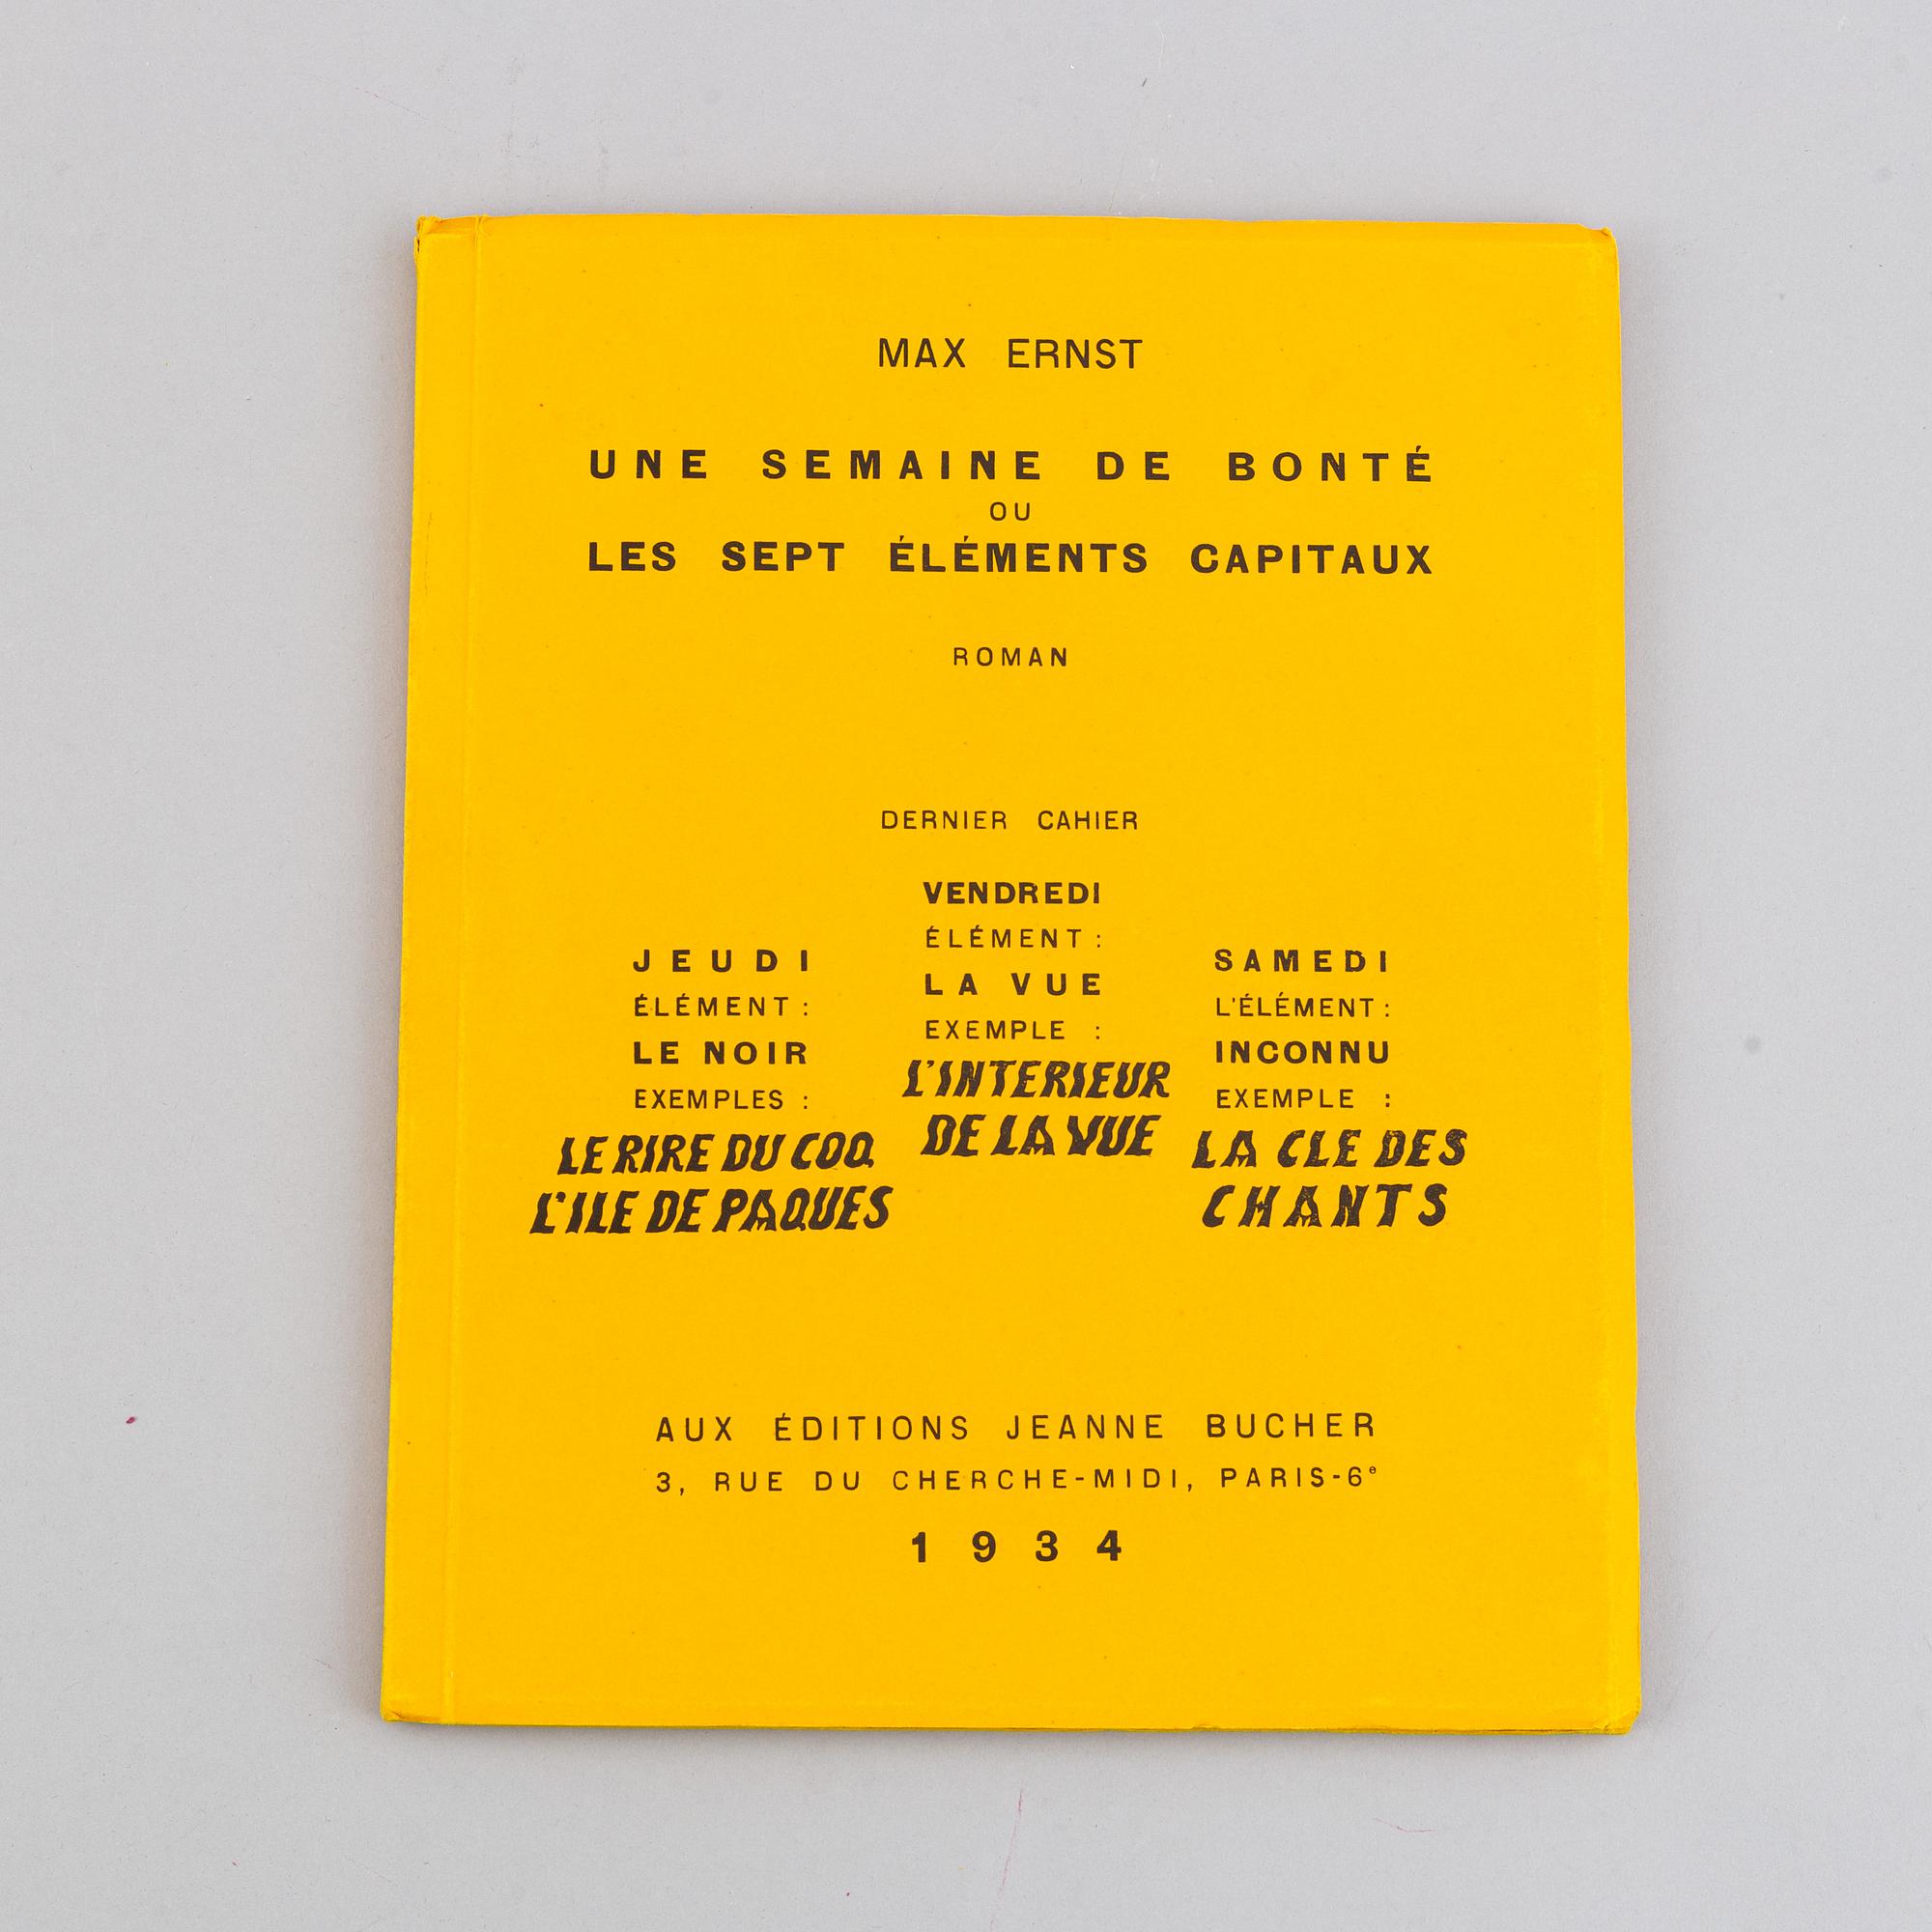 MAX ERNST
UNE SEMAINE DE BONTÉ
OU
LES SEPT ÉLÉMENTS CAPITAUX
ROMAN
DERNIER CAHIER
JEUDI
ÉLÉMENT :
LE NOIR
EXEMPLES :
LE RIRE DU COQ
L'ILE DE PAQUES
VENDREDI
ÉLÉMENT :
LA VUE
EXEMPLE :
L'INTERIEUR
DE LA VUE
SAMEDI
L'ÉLÉMENT :
INCONNU
EXEMPLE :
LA CLE DES
CHANTS
AUX ÉDITIONS JEANNE BUCHER
3, RUE DU CHERCHE-MIDI, PARIS-6e
1934